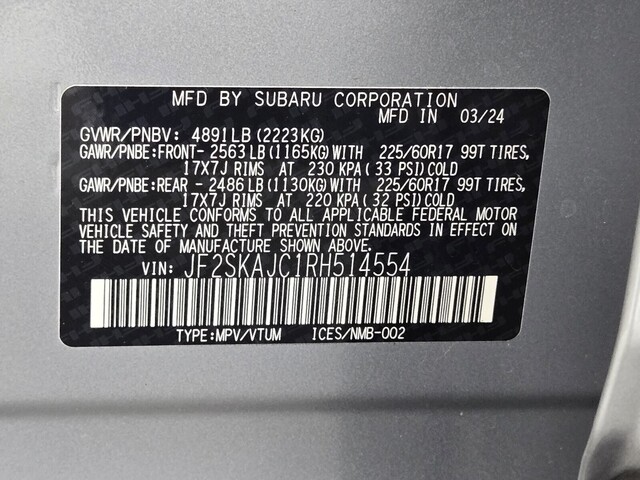 MFD BY SUBARU CORPORATION
MFD IN 03/24
GVWR/PNBV: 4891LB (2223KG)
GAWR/PNBE:FRONT- 2563LB (1165KG)WITH 225/60R17 99T TIRES,
17X7J RIMS AT 230 KPA (33 PSI)COLD
GAWR/PNBE:REAR - 2486LB (1130KG)WITH 225/60R17 99T TIRES,
17X7J RIMS AT 220 KPA (32 PSI)COLD
THIS VEHICLE CONFORMS TO ALL APPLICABLE FEDERAL MOTOR
VEHICLE SAFETY AND THEFT PREVENTION STANDARDS IN EFFECT
ON THE DATE OF MANUFACTURE SHOWN ABOVE.
VIN: JF2SKAJC1RH514554
TYPE:MPV/VTUM ICES/NMB-002